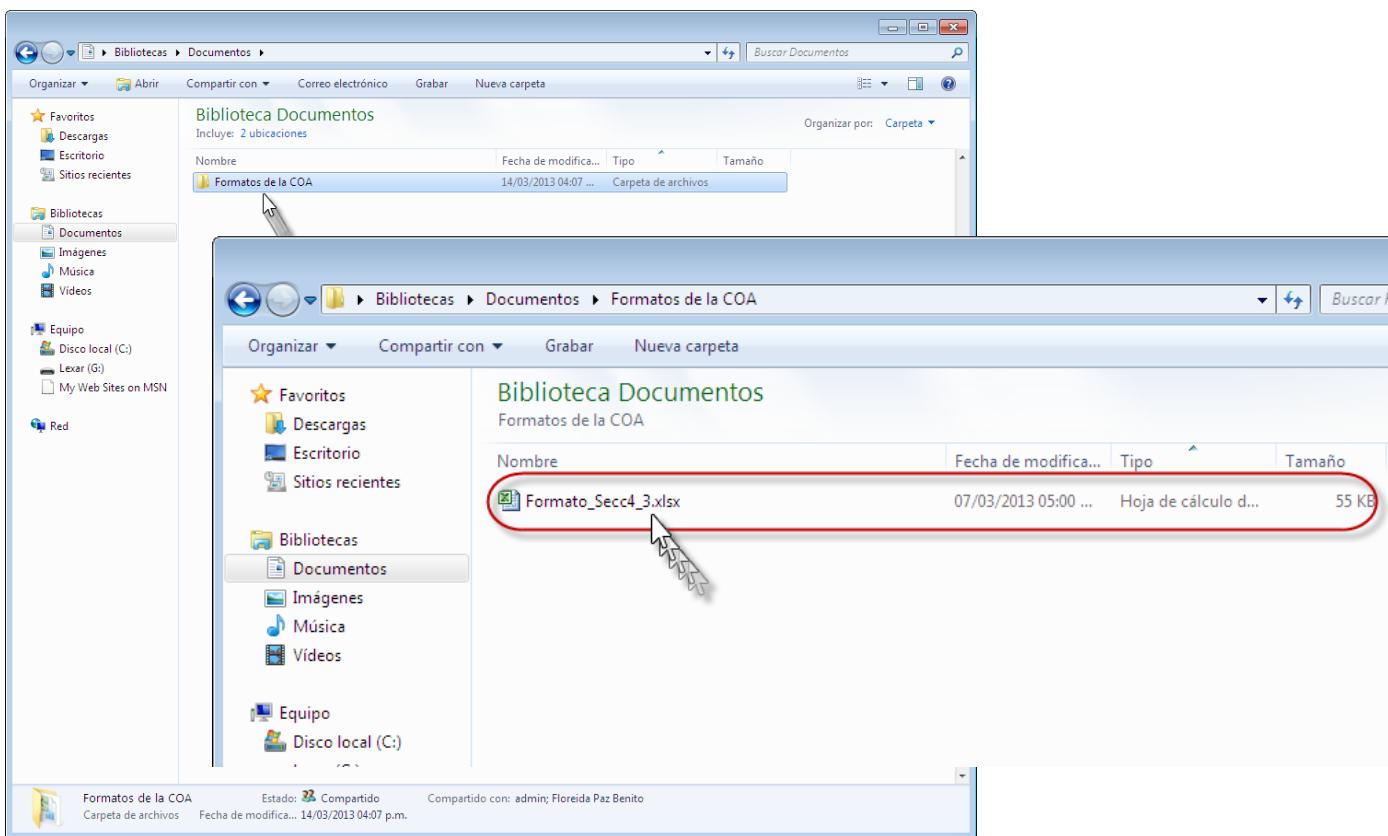 Bibliotecas Documentos
Buscar Documentos
Organizar Abrir Compartir con Correo electrónico Grabar Nueva carpeta
Favoritos
Descargas
Escritorio
Sitios recientes
Bibliotecas
Documentos
Imágenes
Música
Vídeos
Equipo
Disco local (C:)
Lexar (G:)
My Web Sites on MSN
Red
Biblioteca Documentos
Incluye: 2 ubicaciones
Organizar por: Carpeta
Nombre Fecha de modifica... Tipo Tamaño
Formatos de la COA 14/03/2013 04:07 ... Carpeta de archivos
Bibliotecas Documentos Formatos de la COA
Buscar
Organizar Compartir con Grabar Nueva carpeta
Favoritos
Descargas
Escritorio
Sitios recientes
Bibliotecas
Documentos
Imágenes
Música
Vídeos
Equipo
Disco local (C:)
Biblioteca Documentos
Formatos de la COA
Nombre Fecha de modifica... Tipo Tamaño
Formato_Secc4_3.xlsx 07/03/2013 05:00 ... Hoja de cálculo d... 55 KB
Formatos de la COA Estado: Compartido Compartido con: admin; Floreida Paz Benito
Carpeta de archivos Fecha de modifica... 14/03/2013 04:07 p.m.